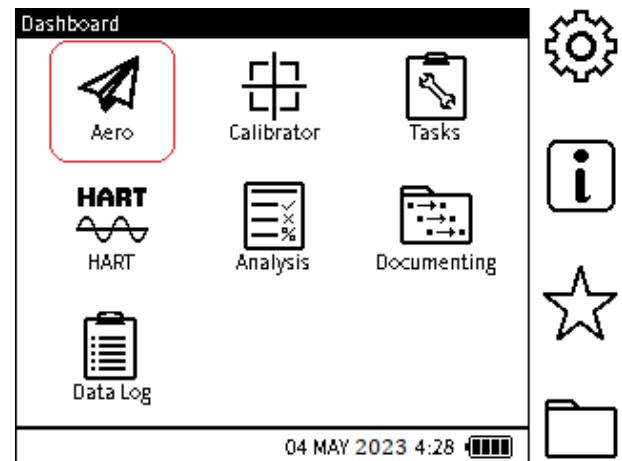 Dashboard
Aero
Calibrator
Tasks
HART
HART
Analysis
Documenting
Data Log
04 MAY 2023 4:28